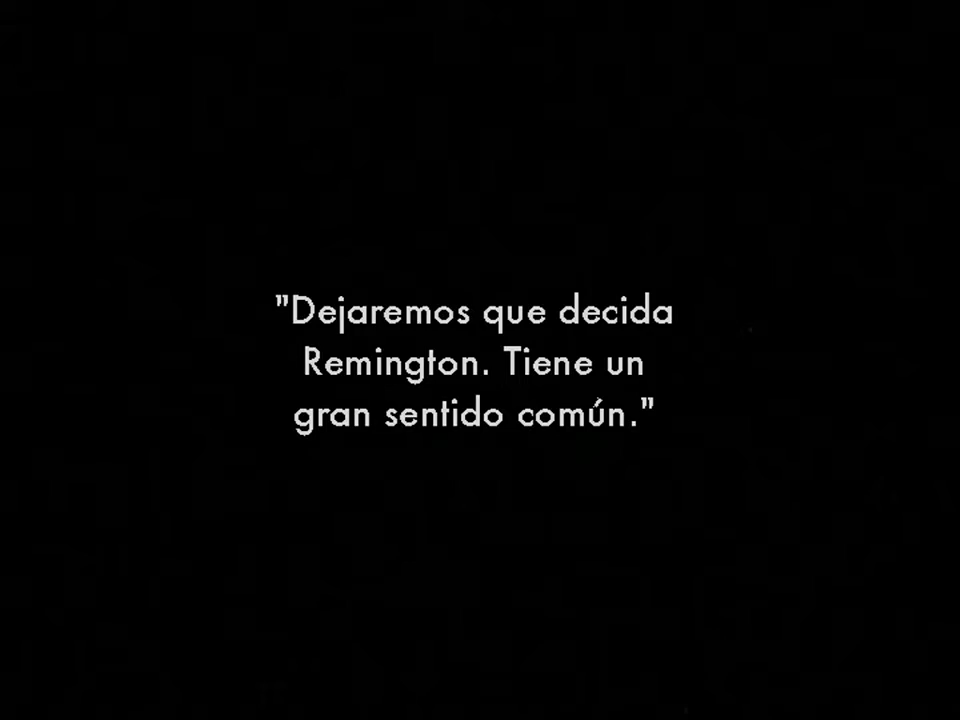 "Dejaremos que decida
Remington. Tiene un
gran sentido común."